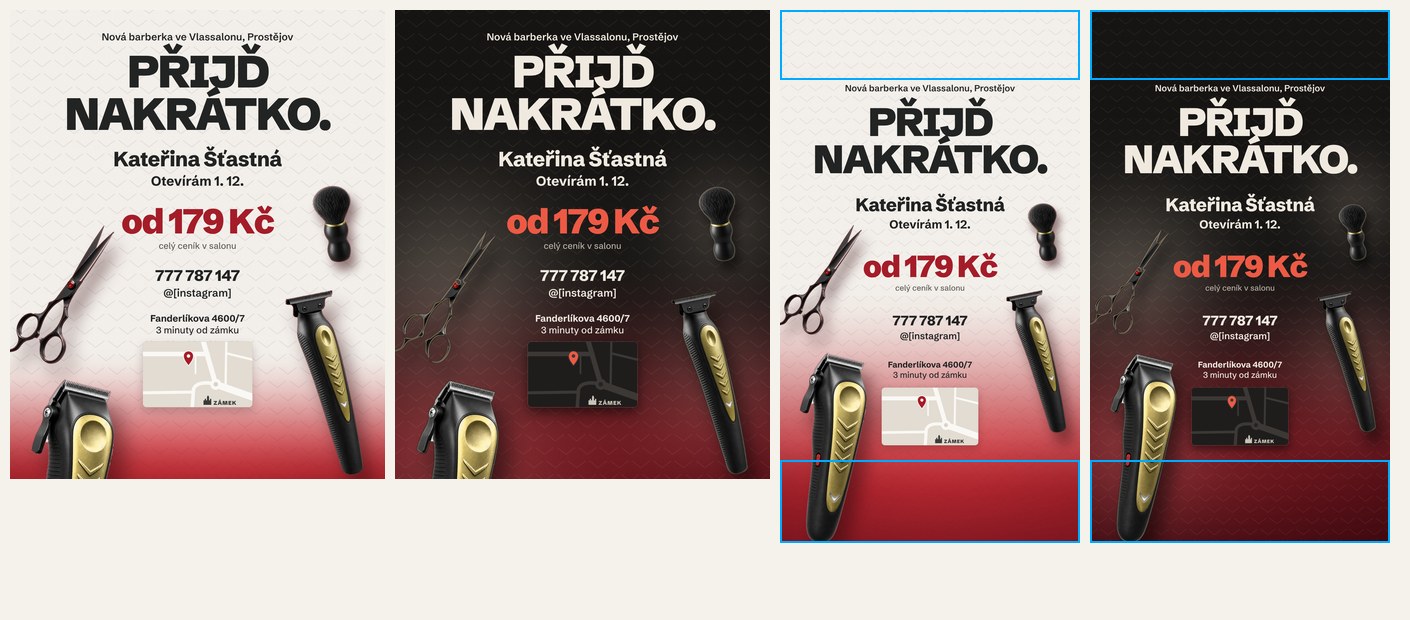 Nová barberka ve Vlassalonu, Prostějov
PŘIJĎ
NAKRÁTKO.
Kateřina Šťastná
Otevírám 1. 12.
od 179 Kč
celý ceník v salonu
777 787 147
@[instagram]
Fanderlíkova 4600/7
3 minuty od zámku
ZÁMEK
Nová barberka ve Vlassalonu, Prostějov
PŘIJĎ
NAKRÁTKO.
Kateřina Šťastná
Otevírám 1. 12.
od 179 Kč
celý ceník v salonu
777 787 147
@[instagram]
Fanderlíkova 4600/7
3 minuty od zámku
ZÁMEK
Nová barberka ve Vlassalonu, Prostějov
PŘIJĎ
NAKRÁTKO.
Kateřina Šťastná
Otevírám 1. 12.
od 179 Kč
celý ceník v salonu
777 787 147
@[instagram]
Fanderlíkova 4600/7
3 minuty od zámku
ZÁMEK
Nová barberka ve Vlassalonu, Prostějov
PŘIJĎ
NAKRÁTKO.
Kateřina Šťastná
Otevírám 1. 12.
od 179 Kč
celý ceník v salonu
777 787 147
@[instagram]
Fanderlíkova 4600/7
3 minuty od zámku
ZÁMEK